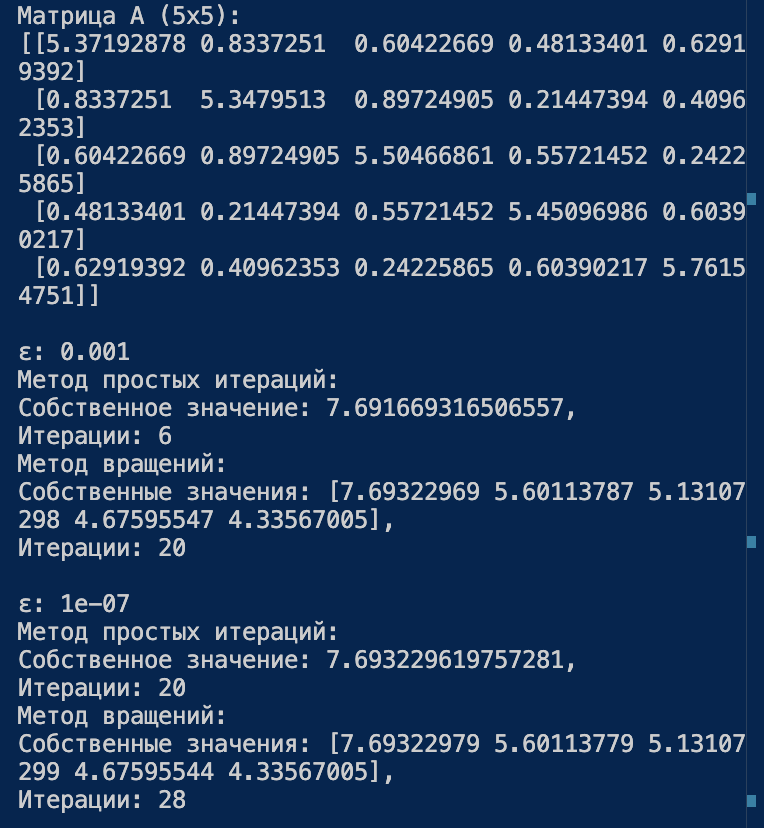 Матрица A (5x5):
[[5.37192878 0.8337251  0.60422669 0.48133401 0.6291
9392]
 [0.8337251  5.3479513  0.89724905 0.21447394 0.4096
2353]
 [0.60422669 0.89724905 5.50466861 0.55721452 0.2422
5865]
 [0.48133401 0.21447394 0.55721452 5.45096986 0.6039
0217]
 [0.62919392 0.40962353 0.24225865 0.60390217 5.7615
4751]]
ε: 0.001
Метод простых итераций:
Собственное значение: 7.691669316506557,
Итерации: 6
Метод вращений:
Собственные значения: [7.69322969 5.60113787 5.13107
298 4.67595547 4.33567005],
Итерации: 20
ε: 1e-07
Метод простых итераций:
Собственное значение: 7.693229619757281,
Итерации: 20
Метод вращений:
Собственные значения: [7.69322979 5.60113779 5.13107
299 4.67595544 4.33567005],
Итерации: 28